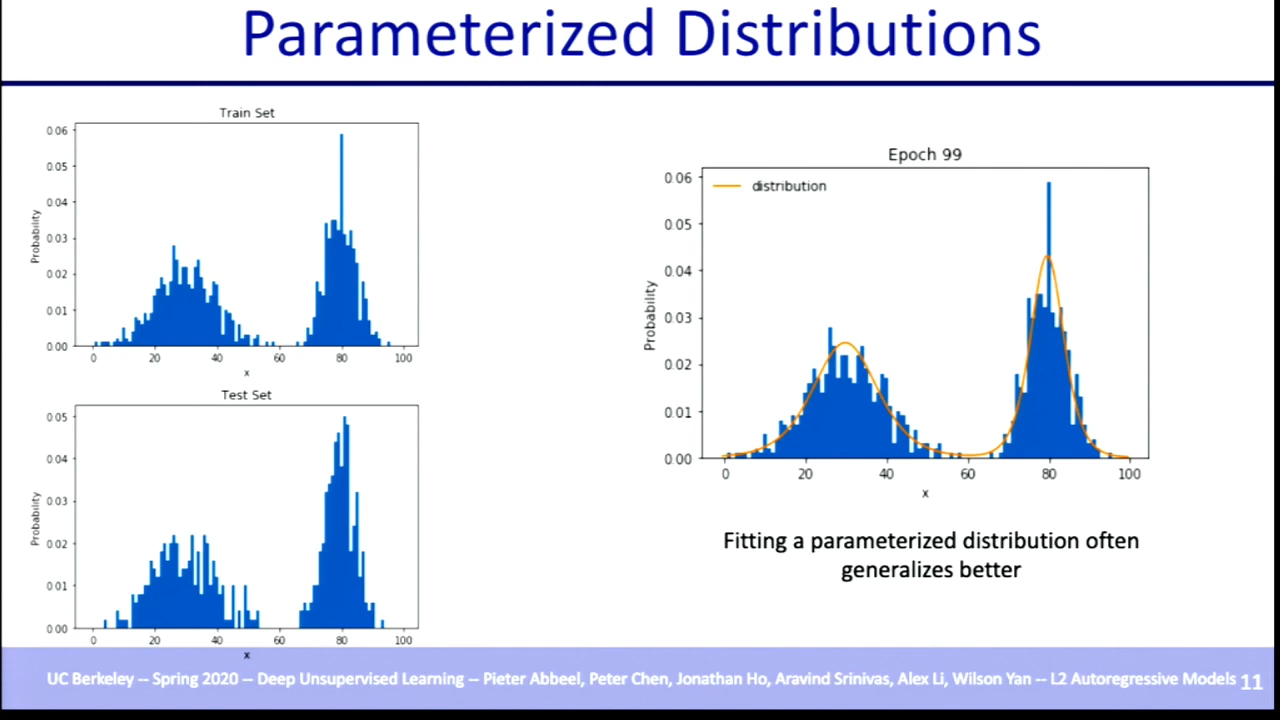 Parameterized Distributions
Train Set
0.06
0.05
0.04
0.03
0.02
0.01
0.00
Probability
0 20 40 60 80 100
x
Test Set
0.05
0.04
0.03
0.02
0.01
0.00
Probability
0 20 40 60 80 100
x
Epoch 99
distribution
0.06
0.05
0.04
0.03
0.02
0.01
0.00
Probability
0 20 40 60 80 100
x
Fitting a parameterized distribution often
generalizes better
UC Berkeley -- Spring 2020 -- Deep Unsupervised Learning -- Pieter Abbeel, Peter Chen, Jonathan Ho, Aravind Srinivas, Alex Li, Wilson Yan -- L2 Autoregressive Models 11